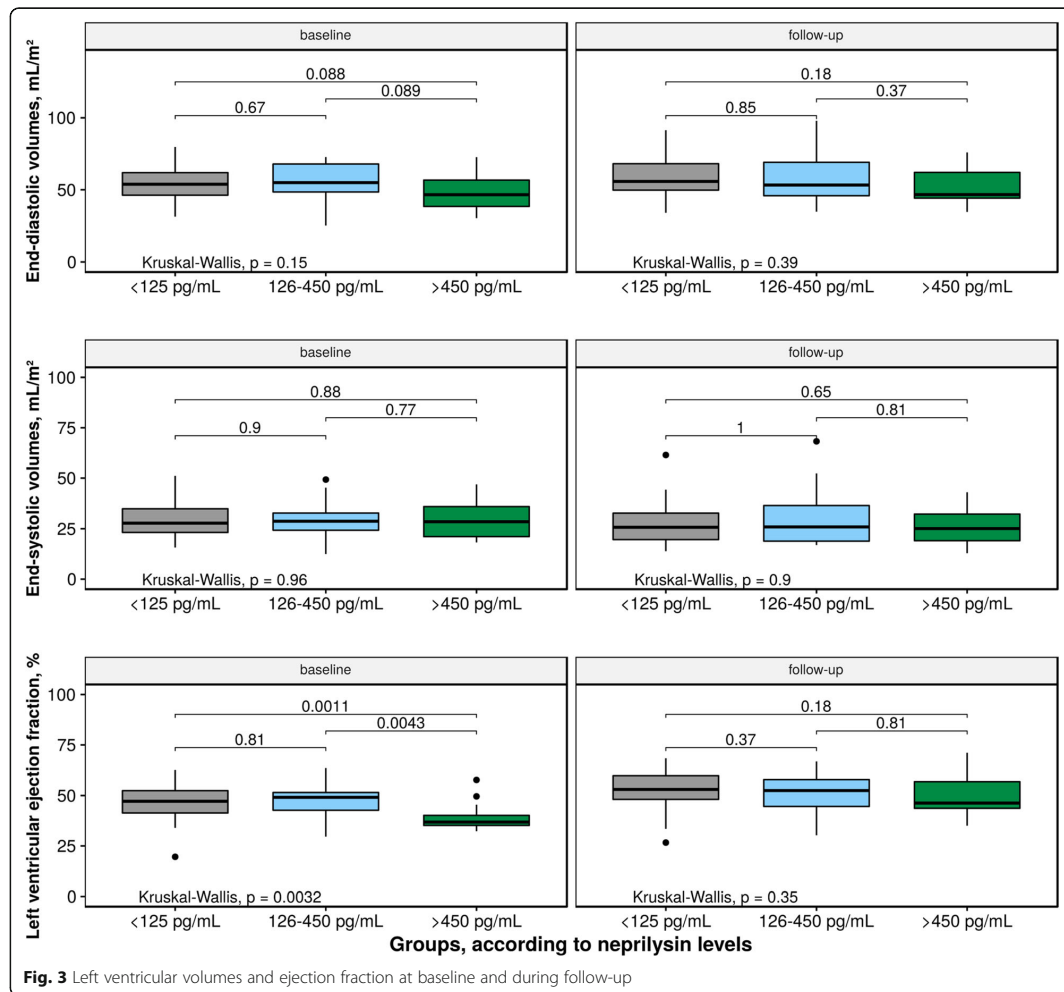 baseline
follow-up
End-diastolic volumes, mL/m²
100
50
0
0.088
0.089
0.67
Kruskal-Wallis, p = 0.15
<125 pg/mL 126-450 pg/mL >450 pg/mL
0.18
0.37
0.85
Kruskal-Wallis, p = 0.39
<125 pg/mL 126-450 pg/mL >450 pg/mL
baseline
follow-up
End-systolic volumes, mL/m²
100
75
50
25
0
0.88
0.77
0.9
Kruskal-Wallis, p = 0.96
<125 pg/mL 126-450 pg/mL >450 pg/mL
0.65
0.81
1
Kruskal-Wallis, p = 0.9
<125 pg/mL 126-450 pg/mL >450 pg/mL
baseline
follow-up
Left ventricular ejection fraction, %
100
75
50
25
0
0.0011
0.0043
0.81
Kruskal-Wallis, p = 0.0032
<125 pg/mL 126-450 pg/mL >450 pg/mL
0.18
0.81
0.37
Kruskal-Wallis, p = 0.35
<125 pg/mL 126-450 pg/mL >450 pg/mL
Groups, according to neprilysin levels
Fig. 3 Left ventricular volumes and ejection fraction at baseline and during follow-up